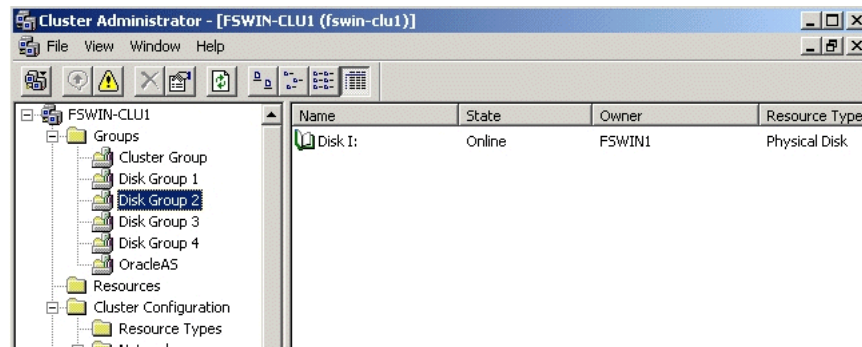 Cluster Administrator - [FSWIN-CLU1 (fswin-clu1)]
File View Window Help
FSWIN-CLU1
Groups
Cluster Group
Disk Group 1
Disk Group 2
Disk Group 3
Disk Group 4
OracleAS
Resources
Cluster Configuration
Resource Types
Name State Owner Resource Type
Disk I: Online FSWIN1 Physical Disk